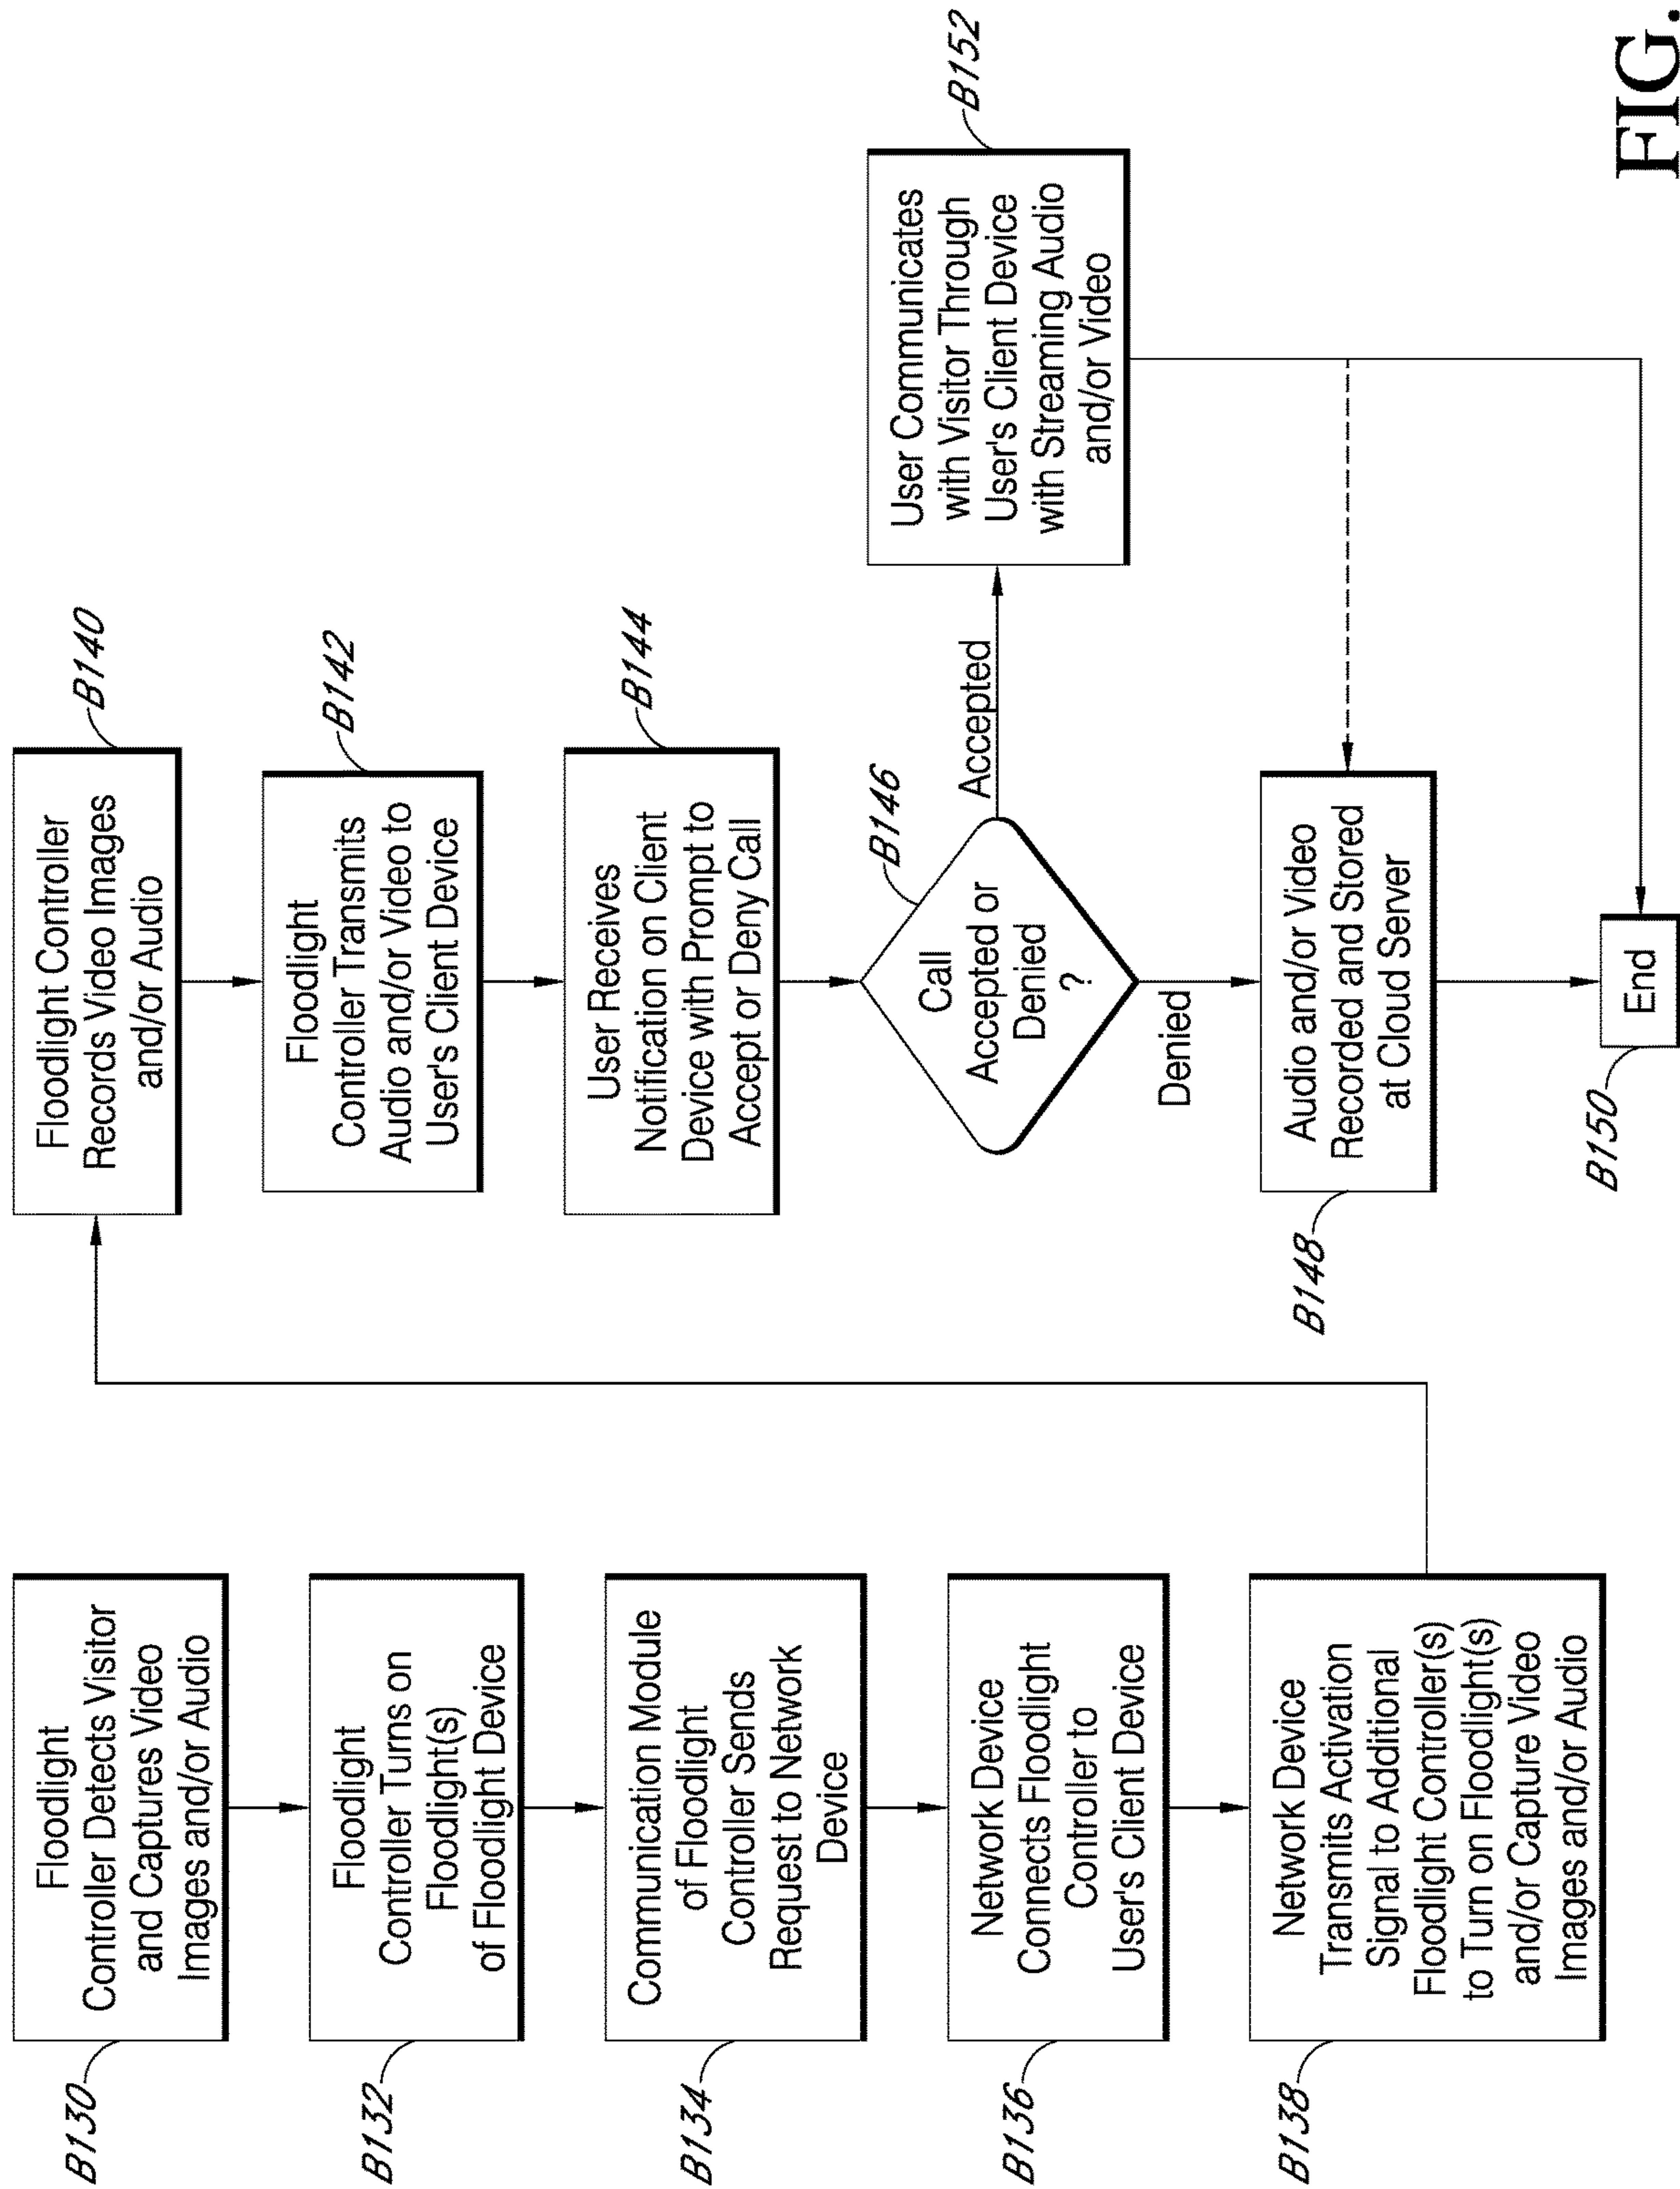 Floodlight
Controller Detects Visitor
and Captures Video
Images and/or Audio
B130
Floodlight
Controller Turns on
Floodlight(s)
of Floodlight Device
B132
Communication Module
of Floodlight
Controller Sends
Request to Network
Device
B134
Network Device
Connects Floodlight
Controller to
User's Client Device
B136
Network Device
Transmits Activation
Signal to Additional
Floodlight Controller(s)
to Turn on Floodlight(s)
and/or Capture Video
Images and/or Audio
B138
Floodlight Controller
Records Video Images
and/or Audio
B140
Floodlight
Controller Transmits
Audio and/or Video to
User's Client Device
B142
User Receives
Notification on Client
Device with Prompt to
Accept or Deny Call
B144
Call
Accepted or
Denied
?
B146
Accepted
Denied
User Communicates
with Visitor Through
User's Client Device
with Streaming Audio
and/or Video
B152
Audio and/or Video
Recorded and Stored
at Cloud Server
B148
End
B150
FIG.